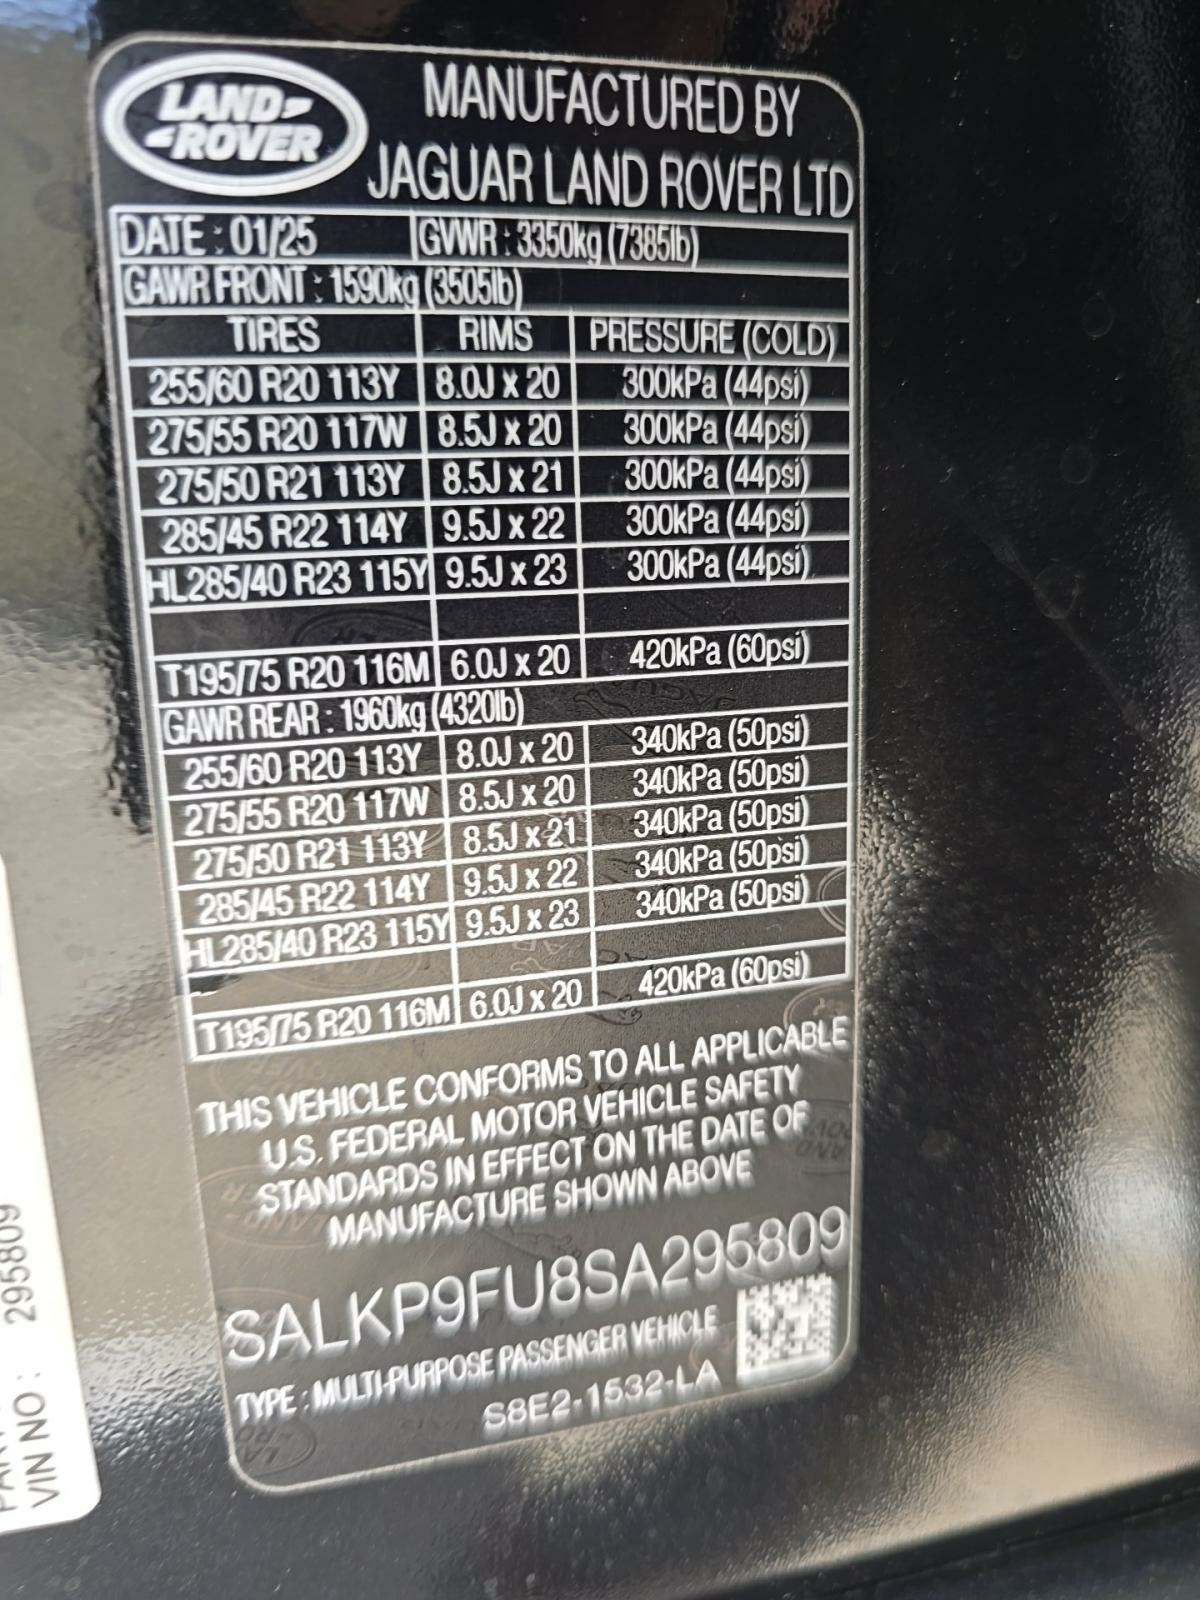 LAND
ROVER
MANUFACTURED BY
JAGUAR LAND ROVER LTD
DATE : 01/25 GVWR : 3350kg (7385lb)
GAWR FRONT : 1590kg (3505lb)
TIRES RIMS PRESSURE (COLD)
255/60 R20 113Y 8.0J x 20 300kPa (44psi)
275/55 R20 117W 8.5J x 20 300kPa (44psi)
275/50 R21 113Y 8.5J x 21 300kPa (44psi)
285/45 R22 114Y 9.5J x 22 300kPa (44psi)
HL285/40 R23 115Y 9.5J x 23 300kPa (44psi)
T195/75 R20 116M 6.0J x 20 420kPa (60psi)
GAWR REAR : 1960kg (4320lb)
255/60 R20 113Y 8.0J x 20 340kPa (50psi)
275/55 R20 117W 8.5J x 20 340kPa (50psi)
275/50 R21 113Y 8.5J x 21 340kPa (50psi)
285/45 R22 114Y 9.5J x 22 340kPa (50psi)
HL285/40 R23 115Y 9.5J x 23 340kPa (50psi)
T195/75 R20 116M 6.0J x 20 420kPa (60psi)
THIS VEHICLE CONFORMS TO ALL APPLICABLE
U.S. FEDERAL MOTOR VEHICLE SAFETY
STANDARDS IN EFFECT ON THE DATE OF
MANUFACTURE SHOWN ABOVE
SALKP9FU8SA295809
TYPE : MULTI-PURPOSE PASSENGER VEHICLE
S8E2-1532-LA
VIN NO : 295809